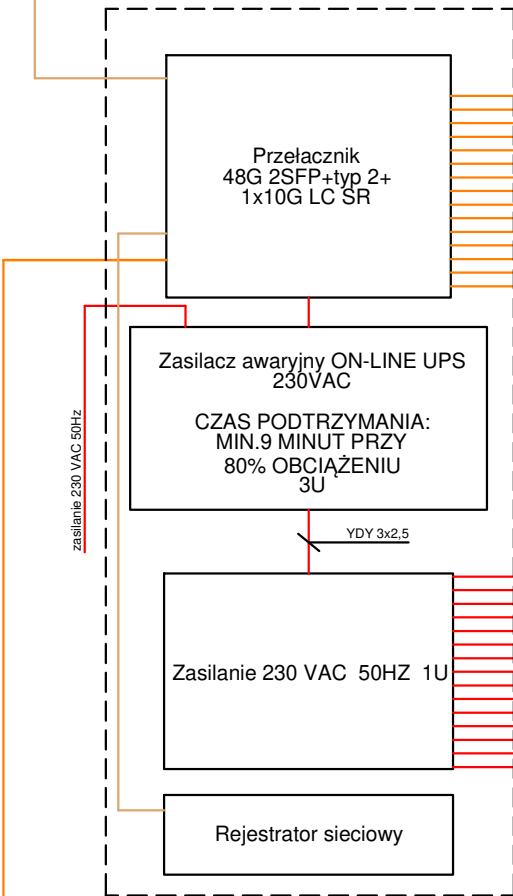 Przełacznik
48G 2SFP+typ 2+
1x10G LC SR
zasilanie 230 VAC 50Hz
Zasilacz awaryjny ON-LINE UPS
230VAC
CZAS PODTRZYMANIA:
MIN.9 MINUT PRZY
80% OBCIĄŻENIU
3U
YDY 3x2,5
Zasilanie 230 VAC 50HZ 1U
Rejestrator sieciowy